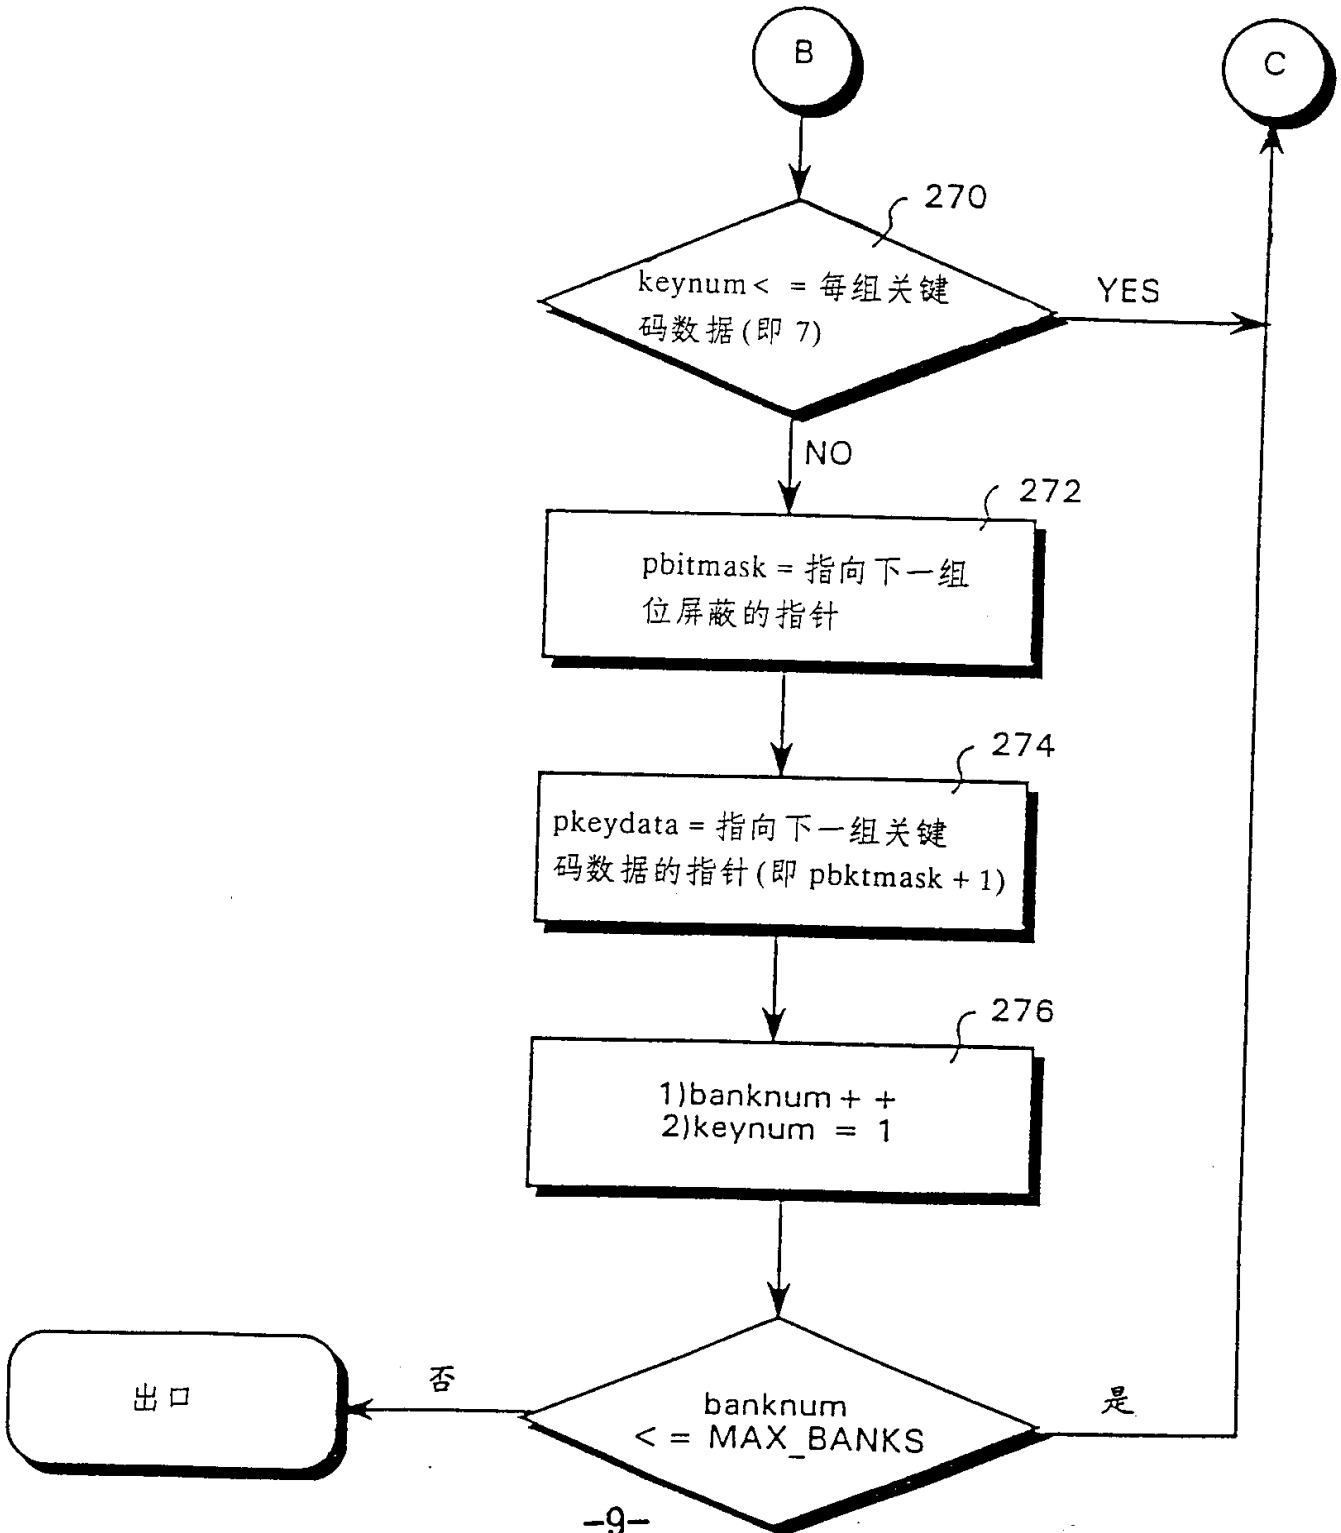 B
C
270
keynum< = 每组关键
码数据(即 7)
YES
NO
272
pbitmask = 指向下一组
位屏蔽的指针
274
pkeydata = 指向下一组关键
码数据的指针(即 pbktmask + 1)
276
1)banknum+ +
2)keynum = 1
出口
否
banknum
< = MAX_BANKS
是
-9-